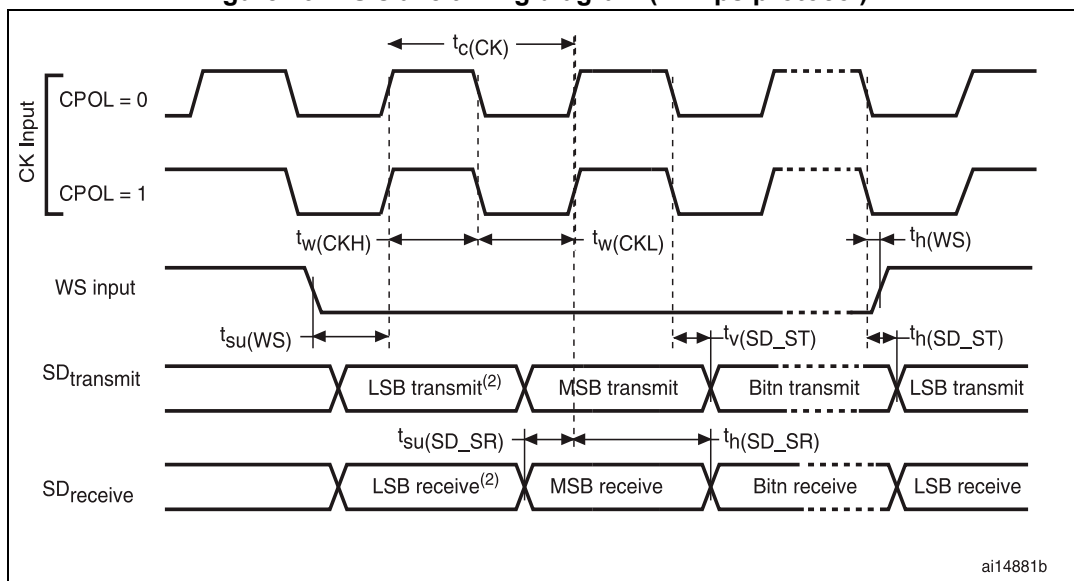 tc(CK)
CK Input
CPOL = 0
CPOL = 1
tw(CKH)
tw(CKL)
th(WS)
WS input
tsu(WS)
tv(SD_ST)
th(SD_ST)
SDtransmit
LSB transmit(2)
MSB transmit
Bitn transmit
LSB transmit
tsu(SD_SR)
th(SD_SR)
SDreceive
LSB receive(2)
MSB receive
Bitn receive
LSB receive
ai14881b